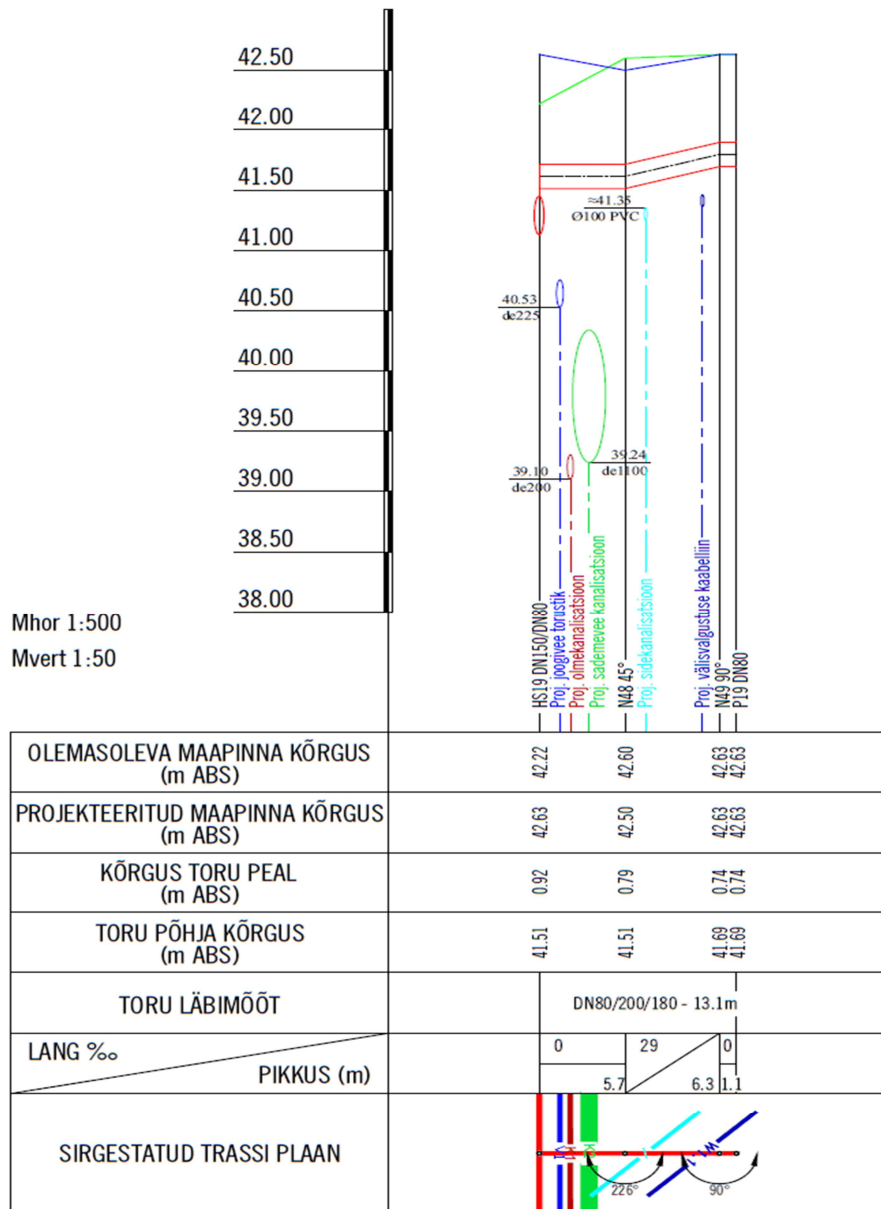 42.50
42.00
41.50
41.00
40.50
40.00
39.50
39.00
38.50
38.00
≈41.35
Ø100 PVC
40.53
de225
39.24
de1100
39.10
de200
Mhor 1:500
Mvert 1:50
HS19 DN150/DN80
Proj. joogivee torustik
Proj. olmekanalisatsioon
Proj. sademevee kanalisatsioon
N48 45°
Proj. sidekanalisatsioon
Proj. välisvalgustuse kaabelliin
N49 90°
P19 DN80
OLEMASOLEVA MAAPINNA KÕRGUS
(m ABS)
42.22 42.60 42.63 42.63
PROJEKTEERITUD MAAPINNA KÕRGUS
(m ABS)
42.63 42.50 42.63 42.63
KÕRGUS TORU PEAL
(m ABS)
0.92 0.79 0.74 0.74
TORU PÕHJA KÕRGUS
(m ABS)
41.51 41.51 41.69 41.69
TORU LÄBIMÕÕT
DN80/200/180 - 13.1m
LANG ‰
0 29 0
PIKKUS (m)
5.7 6.3 1.1
SIRGESTATUD TRASSI PLAAN
V1
K1
W1.1
226° 90°